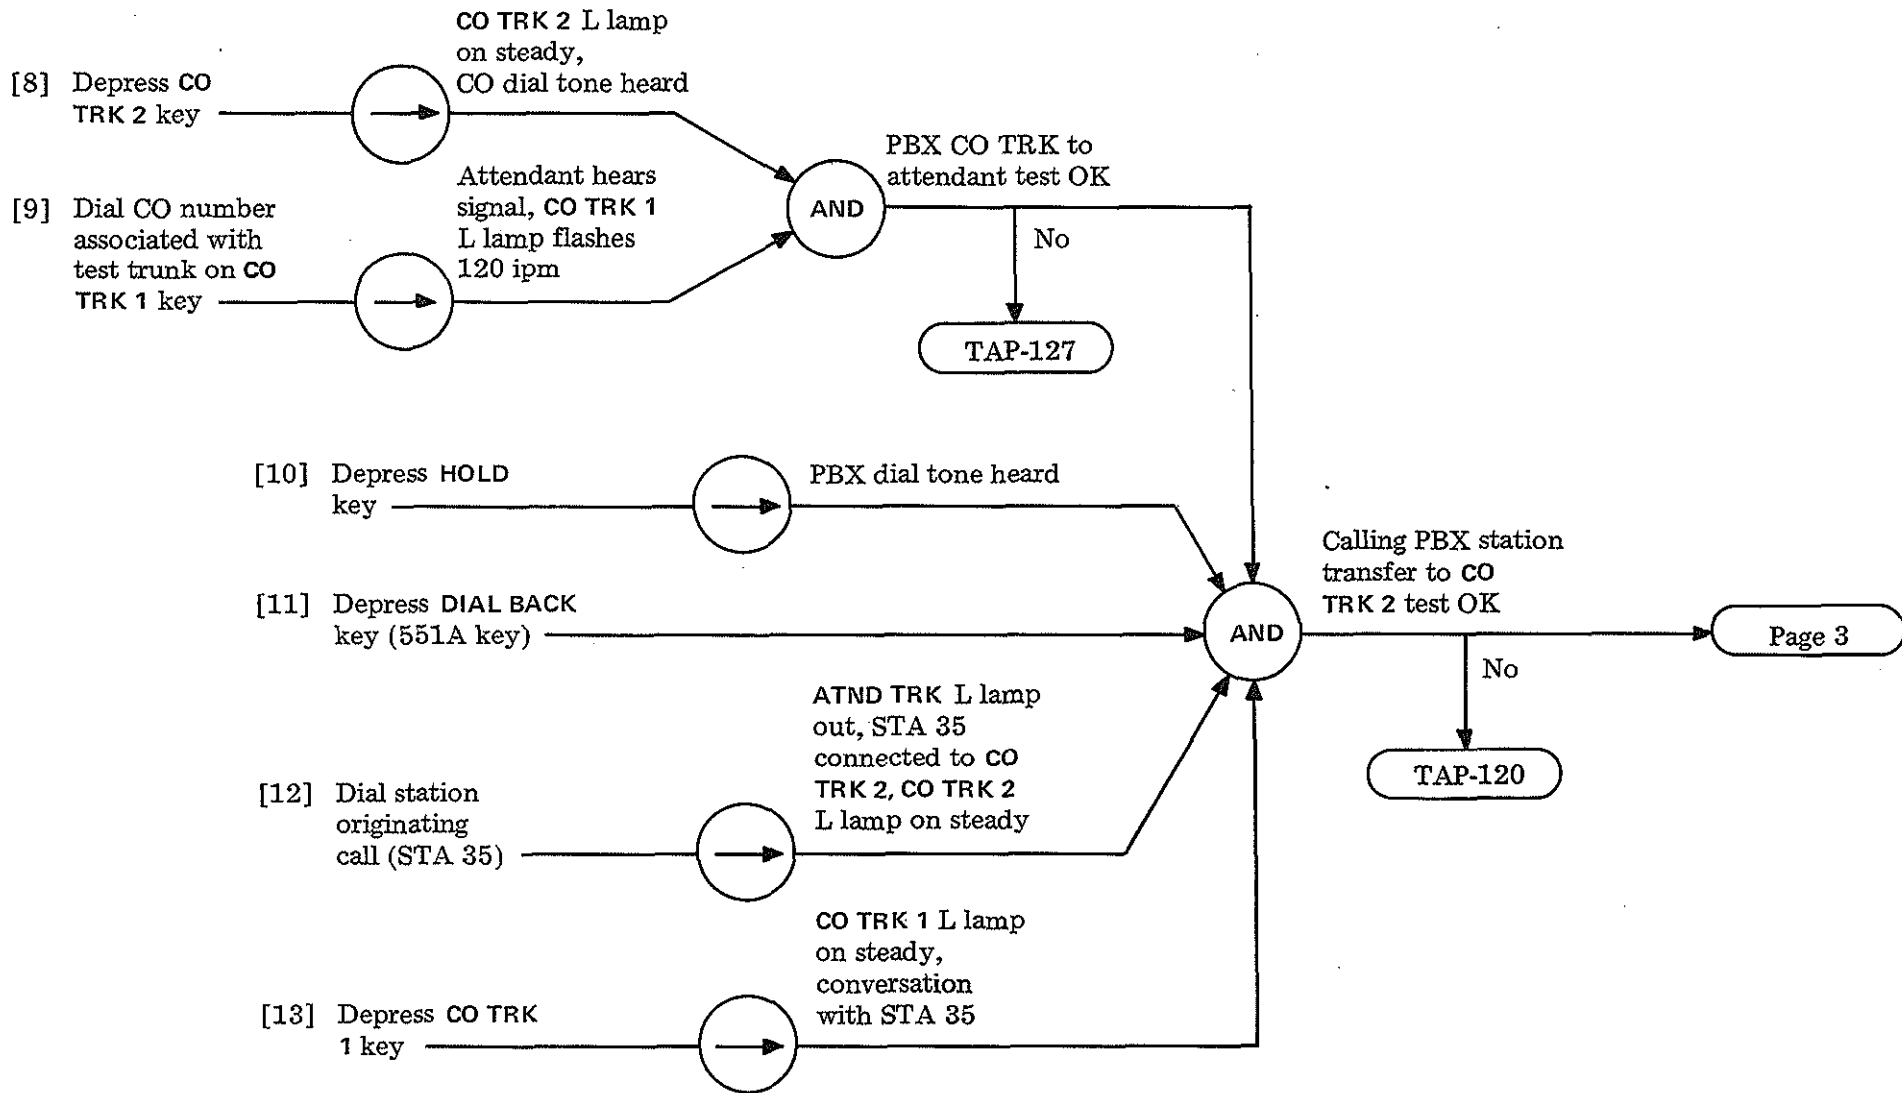 CO TRK 2 L lamp
on steady,
CO dial tone heard
[8] Depress CO
TRK 2 key
Attendant hears
signal, CO TRK 1
L lamp flashes
120 ipm
[9] Dial CO number
associated with
test trunk on CO
TRK 1 key
AND
PBX CO TRK to
attendant test OK
No
TAP-127
[10] Depress HOLD
key
PBX dial tone heard
[11] Depress DIAL BACK
key (551A key)
AND
Calling PBX station
transfer to CO
TRK 2 test OK
Page 3
No
TAP-120
ATND TRK L lamp
out, STA 35
connected to CO
TRK 2, CO TRK 2
L lamp on steady
[12] Dial station
originating
call (STA 35)
CO TRK 1 L lamp
on steady,
conversation
with STA 35
[13] Depress CO TRK
1 key